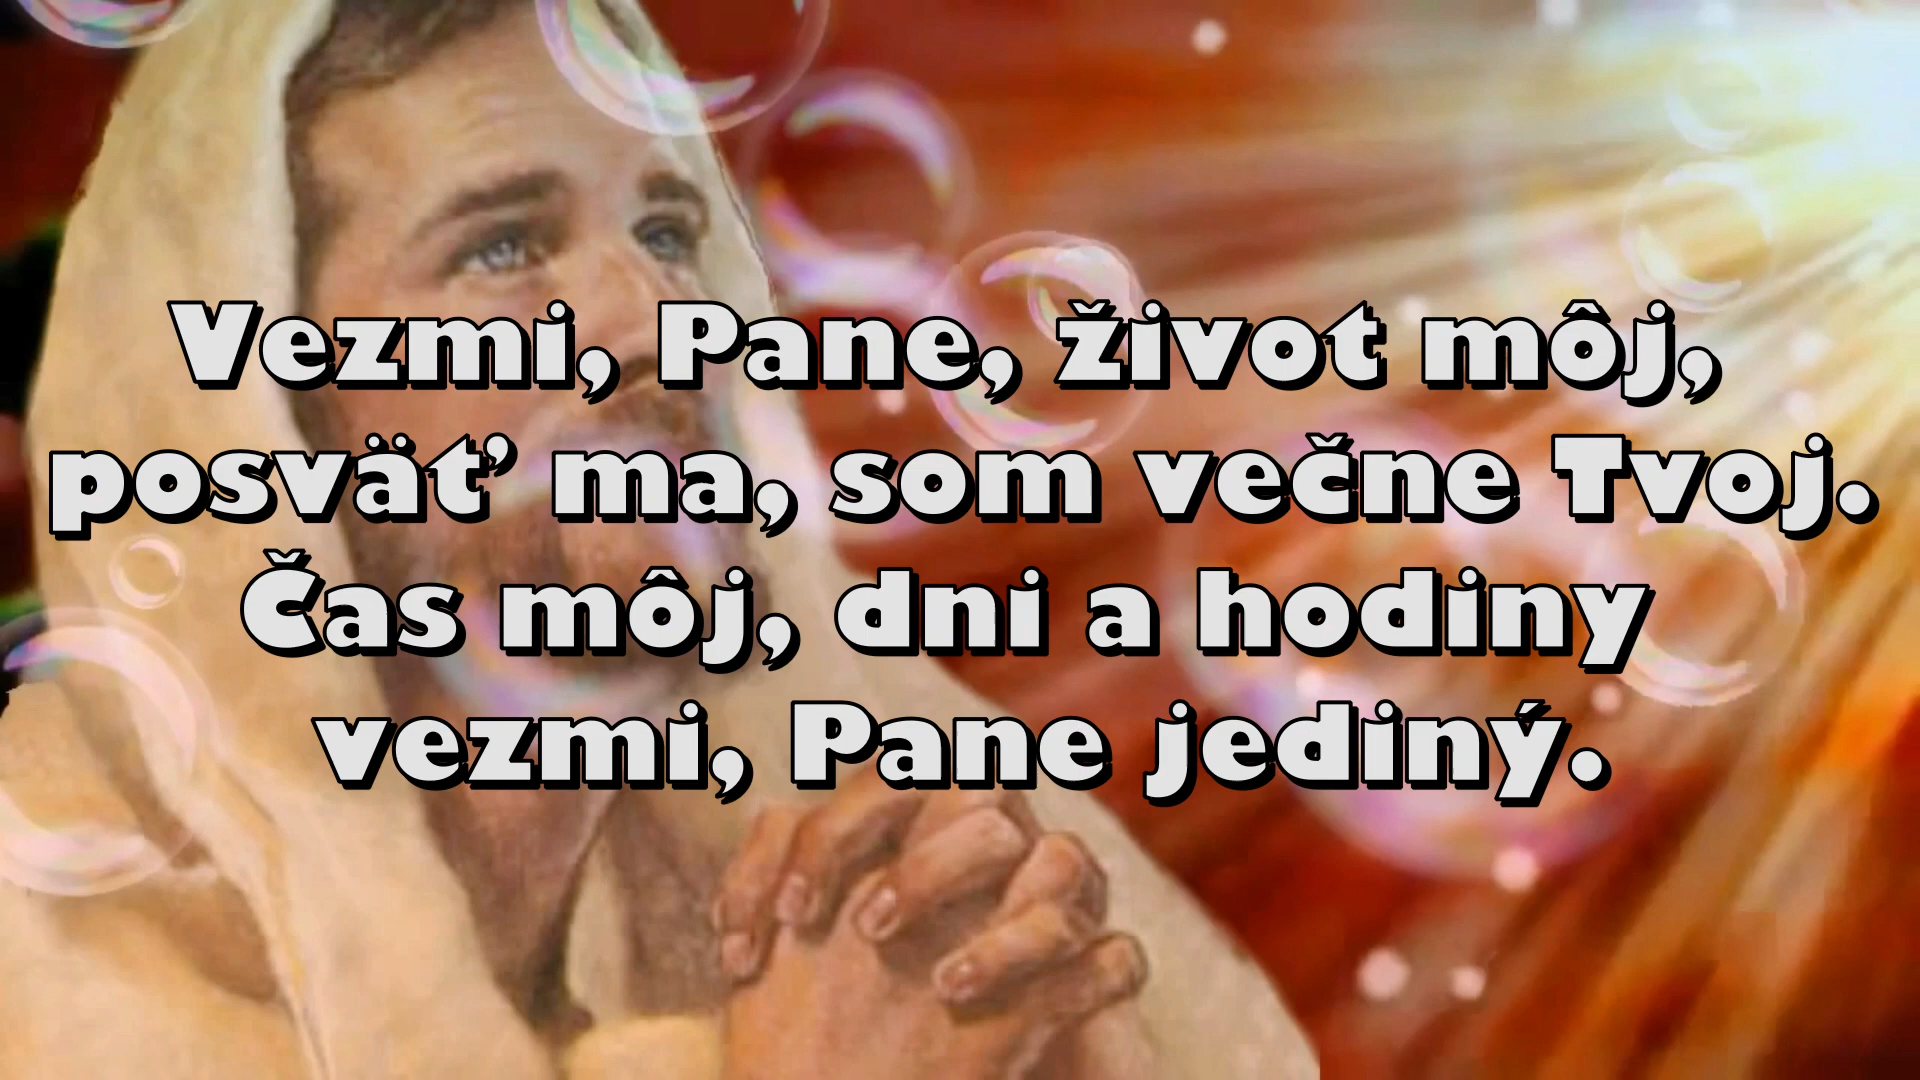 Vezmi, Pane, život môj,
posväť ma, som večne Tvoj.
Čas môj, dni a hodiny
vezmi, Pane jediný.